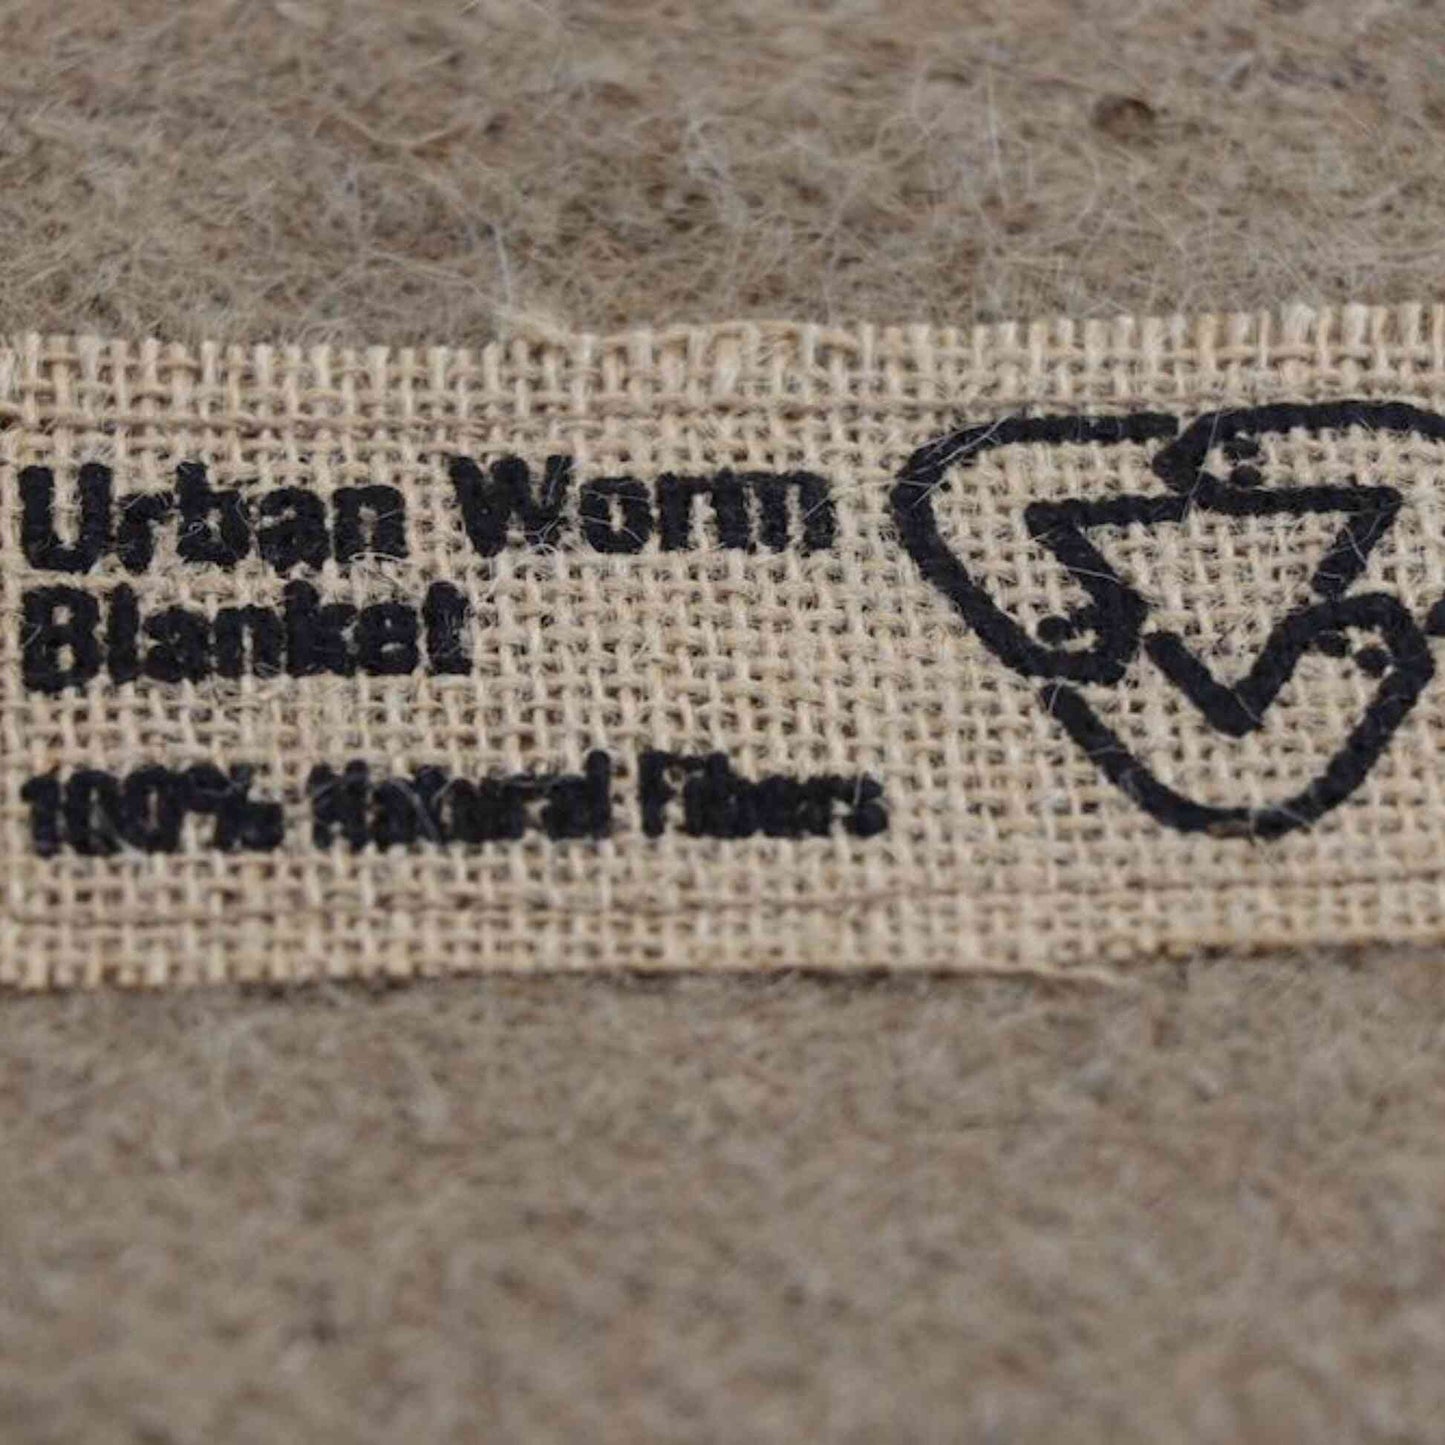 Urban Worm
Blanket
100% Natural Fibers